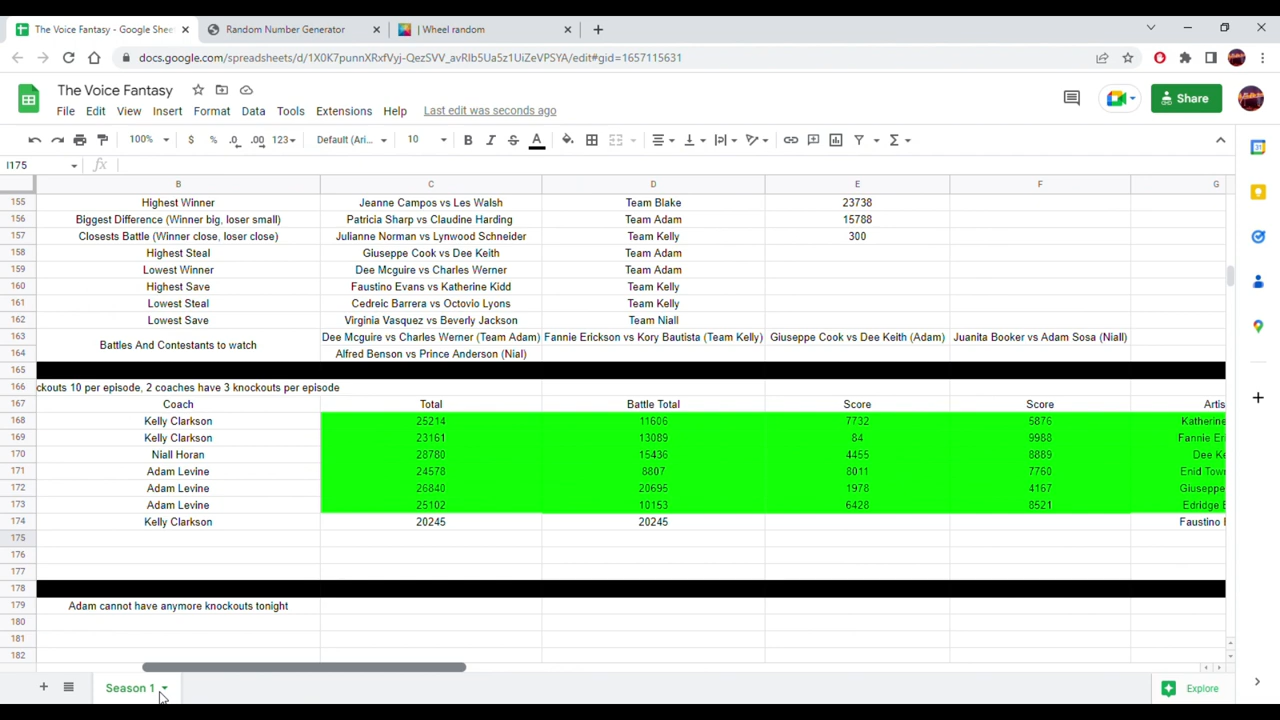 The Voice Fantasy - Google Shee
Random Number Generator
| Wheel random
docs.google.com/spreadsheets/d/1X0K7punnXRxfVyj-QezSVV_avRIb5Ua5z1UiZeVPSYA/edit#gid=1657115631
The Voice Fantasy
File Edit View Insert Format Data Tools Extensions Help Last edit was seconds ago
Share
100% $ % .0 .00 123 Default (Ari... 10 B I S A
I175 fx
B C D E F G
155 Highest Winner Jeanne Campos vs Les Walsh Team Blake 23738
156 Biggest Difference (Winner big, loser small) Patricia Sharp vs Claudine Harding Team Adam 15788
157 Closests Battle (Winner close, loser close) Julianne Norman vs Lynwood Schneider Team Kelly 300
158 Highest Steal Giuseppe Cook vs Dee Keith Team Adam
159 Lowest Winner Dee Mcguire vs Charles Werner Team Adam
160 Highest Save Faustino Evans vs Katherine Kidd Team Kelly
161 Lowest Steal Cedreic Barrera vs Octovio Lyons Team Kelly
162 Lowest Save Virginia Vasquez vs Beverly Jackson Team Niall
163 Dee Mcguire vs Charles Werner (Team Adam) Fannie Erickson vs Kory Bautista (Team Kelly) Giuseppe Cook vs Dee Keith (Adam) Juanita Booker vs Adam Sosa (Niall)
Battles And Contestants to watch
164 Alfred Benson vs Prince Anderson (Nial)
165
166 ckouts 10 per episode, 2 coaches have 3 knockouts per episode
167 Coach Total Battle Total Score Score Artis
168 Kelly Clarkson 25214 11606 7732 5876 Katherine
169 Kelly Clarkson 23161 13089 84 9988 Fannie Er
170 Niall Horan 28780 15436 4455 8889 Dee Ke
171 Adam Levine 24578 8807 8011 7760 Enid Tow
172 Adam Levine 26840 20695 1978 4167 Giuseppe
173 Adam Levine 25102 10153 6428 8521 Edridge
174 Kelly Clarkson 20245 20245 Faustino
175
176
177
178
179 Adam cannot have anymore knockouts tonight
180
181
182
Season 1
Explore